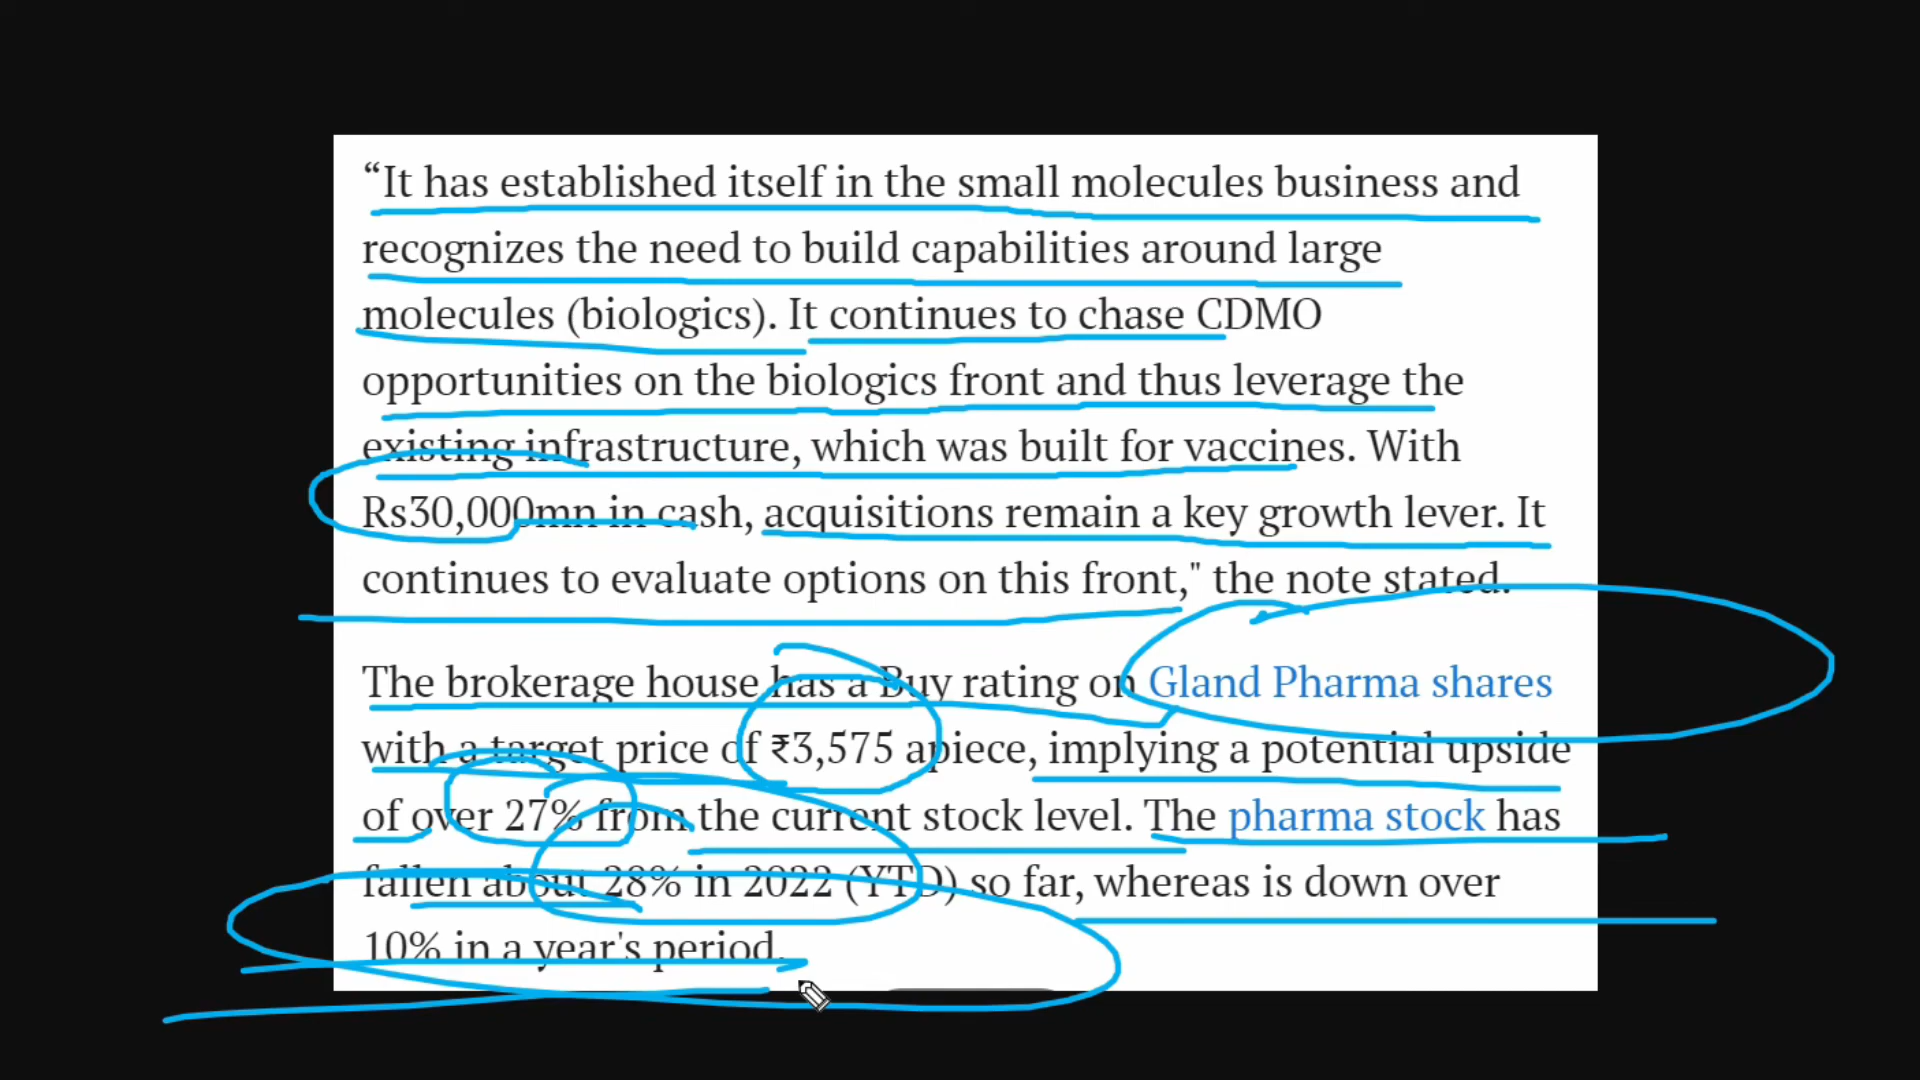 “It has established itself in the small molecules business and
recognizes the need to build capabilities around large
molecules (biologics). It continues to chase CDMO
opportunities on the biologics front and thus leverage the
existing infrastructure, which was built for vaccines. With
Rs30,000mn in cash, acquisitions remain a key growth lever. It
continues to evaluate options on this front," the note stated.
The brokerage house has a Buy rating on Gland Pharma shares
with a target price of ₹3,575 apiece, implying a potential upside
of over 27% from the current stock level. The pharma stock has
fallen about 28% in 2022 (YTD) so far, whereas is down over
10% in a year's period.